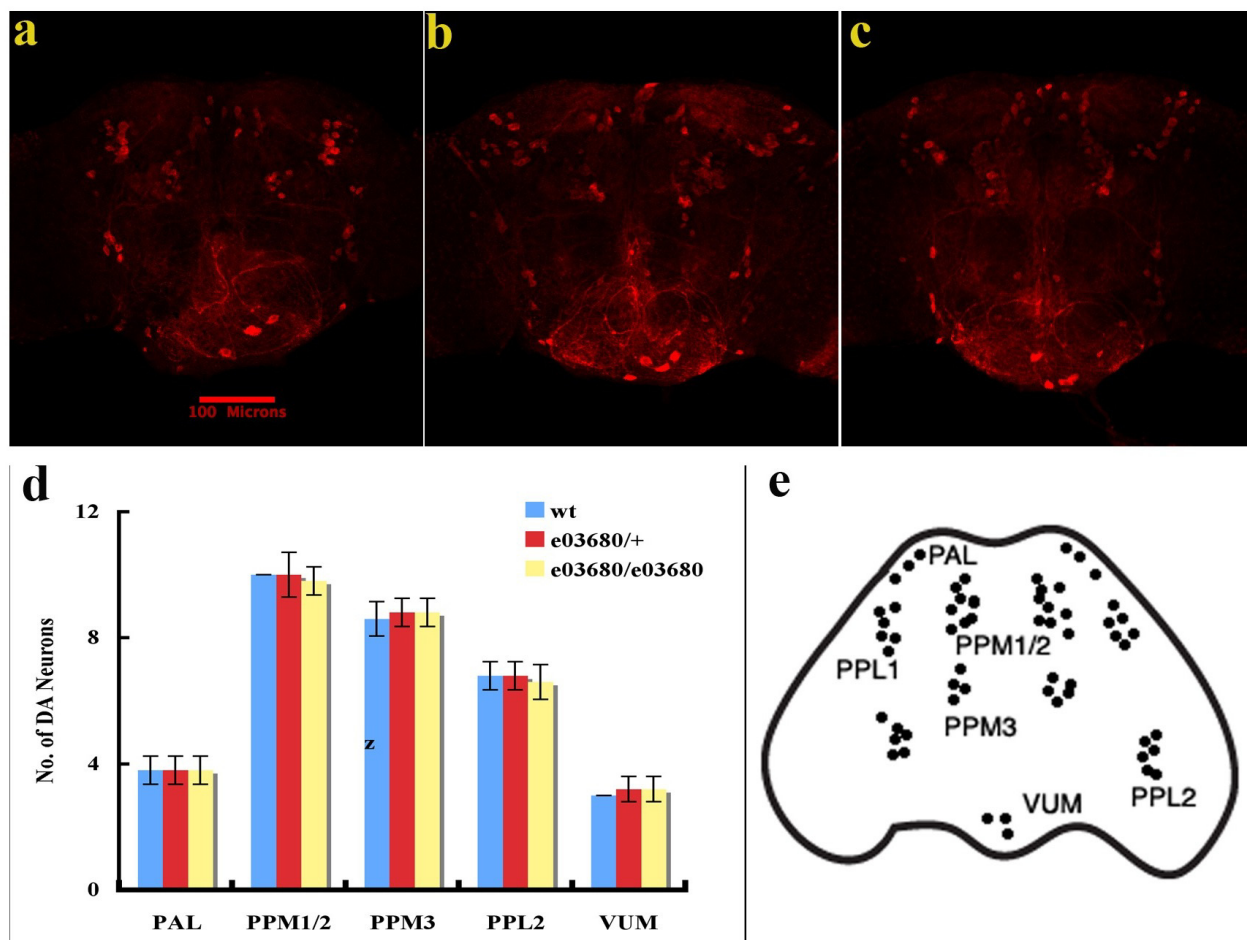 a
b
c
100 Microns
d
No. of DA Neurons
12
8
4
0
wt
e03680/+
e03680/e03680
z
PAL
PPM1/2
PPM3
PPL2
VUM
e
PAL
PPM1/2
PPL1
PPM3
VUM
PPL2